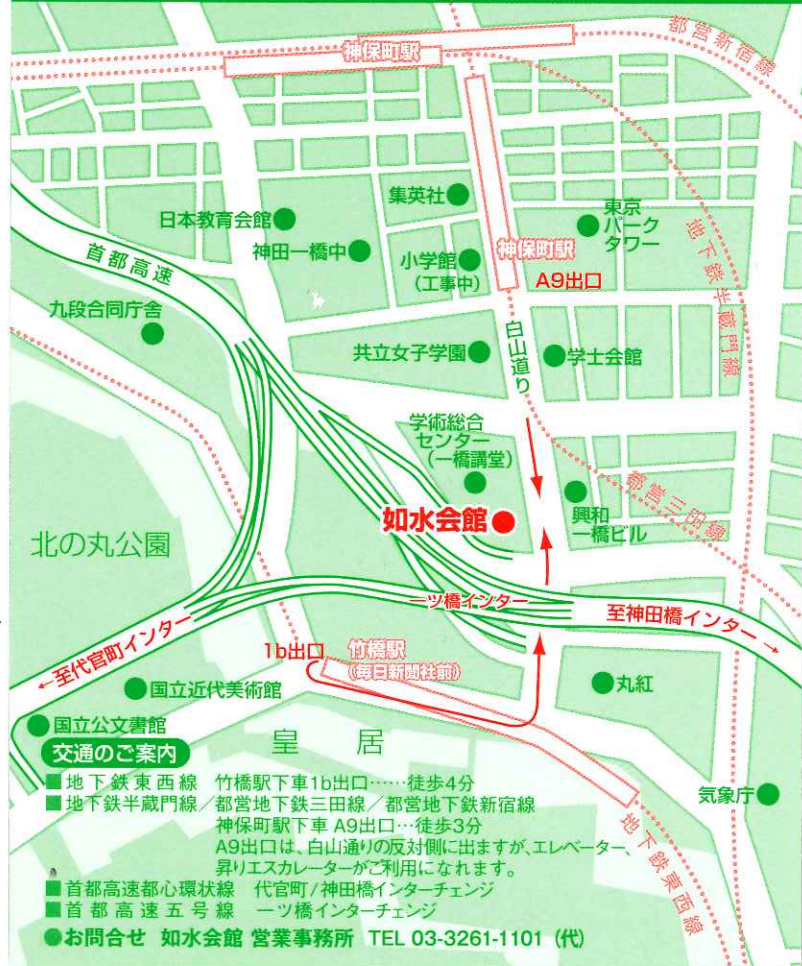 神保町駅
都営新宿線
集英社
日本教育会館
神田一橋中
小学館
(工事中)
神保町駅
東京
パーク
タワー
A9出口
地下鉄半蔵門線
首都高速
九段合同庁舎
白山道り
共立女子学園
学士会館
学術総合
センター
(一橋講堂)
如水会館
興和
一橋ビル
都営三田線
北の丸公園
一ツ橋インター
至神田橋インター→
←至代官町インター
1b出口
竹橋駅
(毎日新聞社前)
国立近代美術館
丸紅
国立公文書館
皇居
気象庁
地下鉄東西線
交通のご案内
■地下鉄東西線 竹橋駅下車1b出口……徒歩4分
■地下鉄半蔵門線/都営地下鉄三田線/都営地下鉄新宿線
神保町駅下車 A9出口…徒歩3分
A9出口は、白山通りの反対側に出ますが、エレベーター、
昇りエスカレーターがご利用になれます。
■首都高速都心環状線 代官町/神田橋インターチェンジ
■首都高速五号線 一ツ橋インターチェンジ
●お問合せ 如水会館 営業事務所 TEL 03-3261-1101(代)